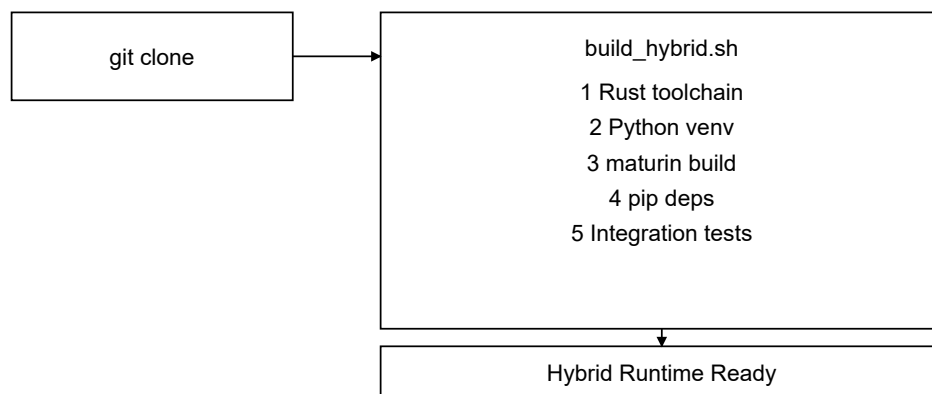 git clone
build_hybrid.sh
1 Rust toolchain
2 Python venv
3 maturin build
4 pip deps
5 Integration tests
Hybrid Runtime Ready